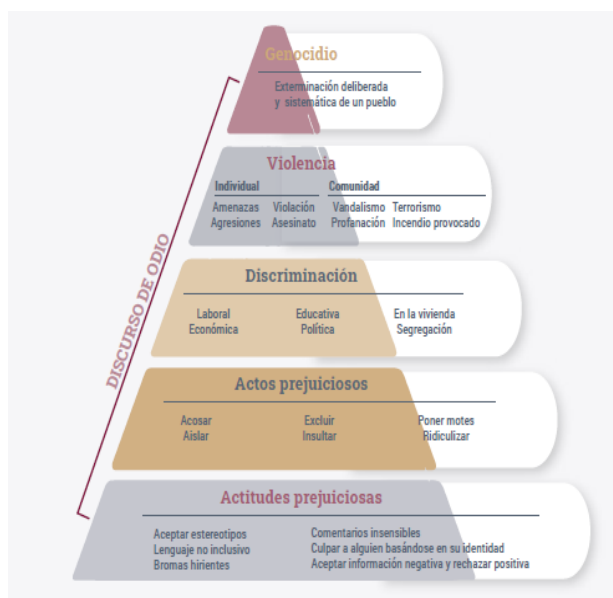 Genocidio
Exterminación deliberada
y sistemática de un pueblo
DISCURSO DE ODIO
Violencia
Individual Comunidad
Amenazas Violación Vandalismo Terrorismo
Agresiones Asesinato Profanación Incendio provocado
Discriminación
Laboral Educativa En la vivienda
Económica Política Segregación
Actos prejuiciosos
Acosar Excluir Poner motes
Aislar Insultar Ridiculizar
Actitudes prejuiciosas
Aceptar estereotipos Comentarios insensibles
Lenguaje no inclusivo Culpar a alguien basándose en su identidad
Bromas hirientes Aceptar información negativa y rechazar positiva